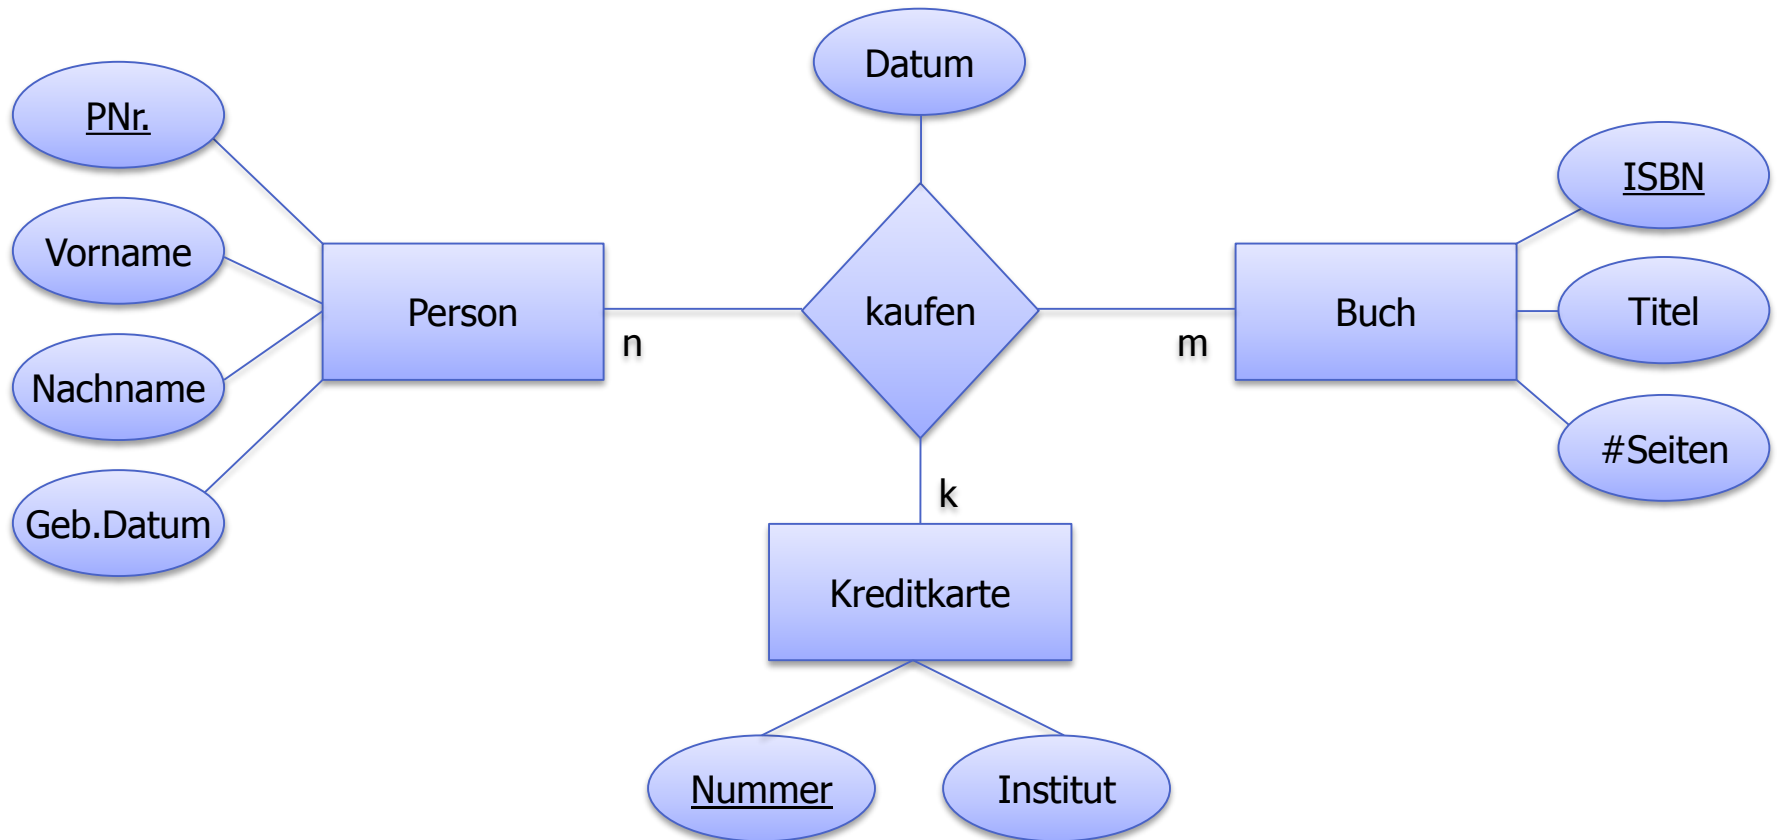 Datum
PNr.
ISBN
Vorname
Person
kaufen
Buch
Titel
n
m
Nachname
#Seiten
k
Geb.Datum
Kreditkarte
Nummer
Institut